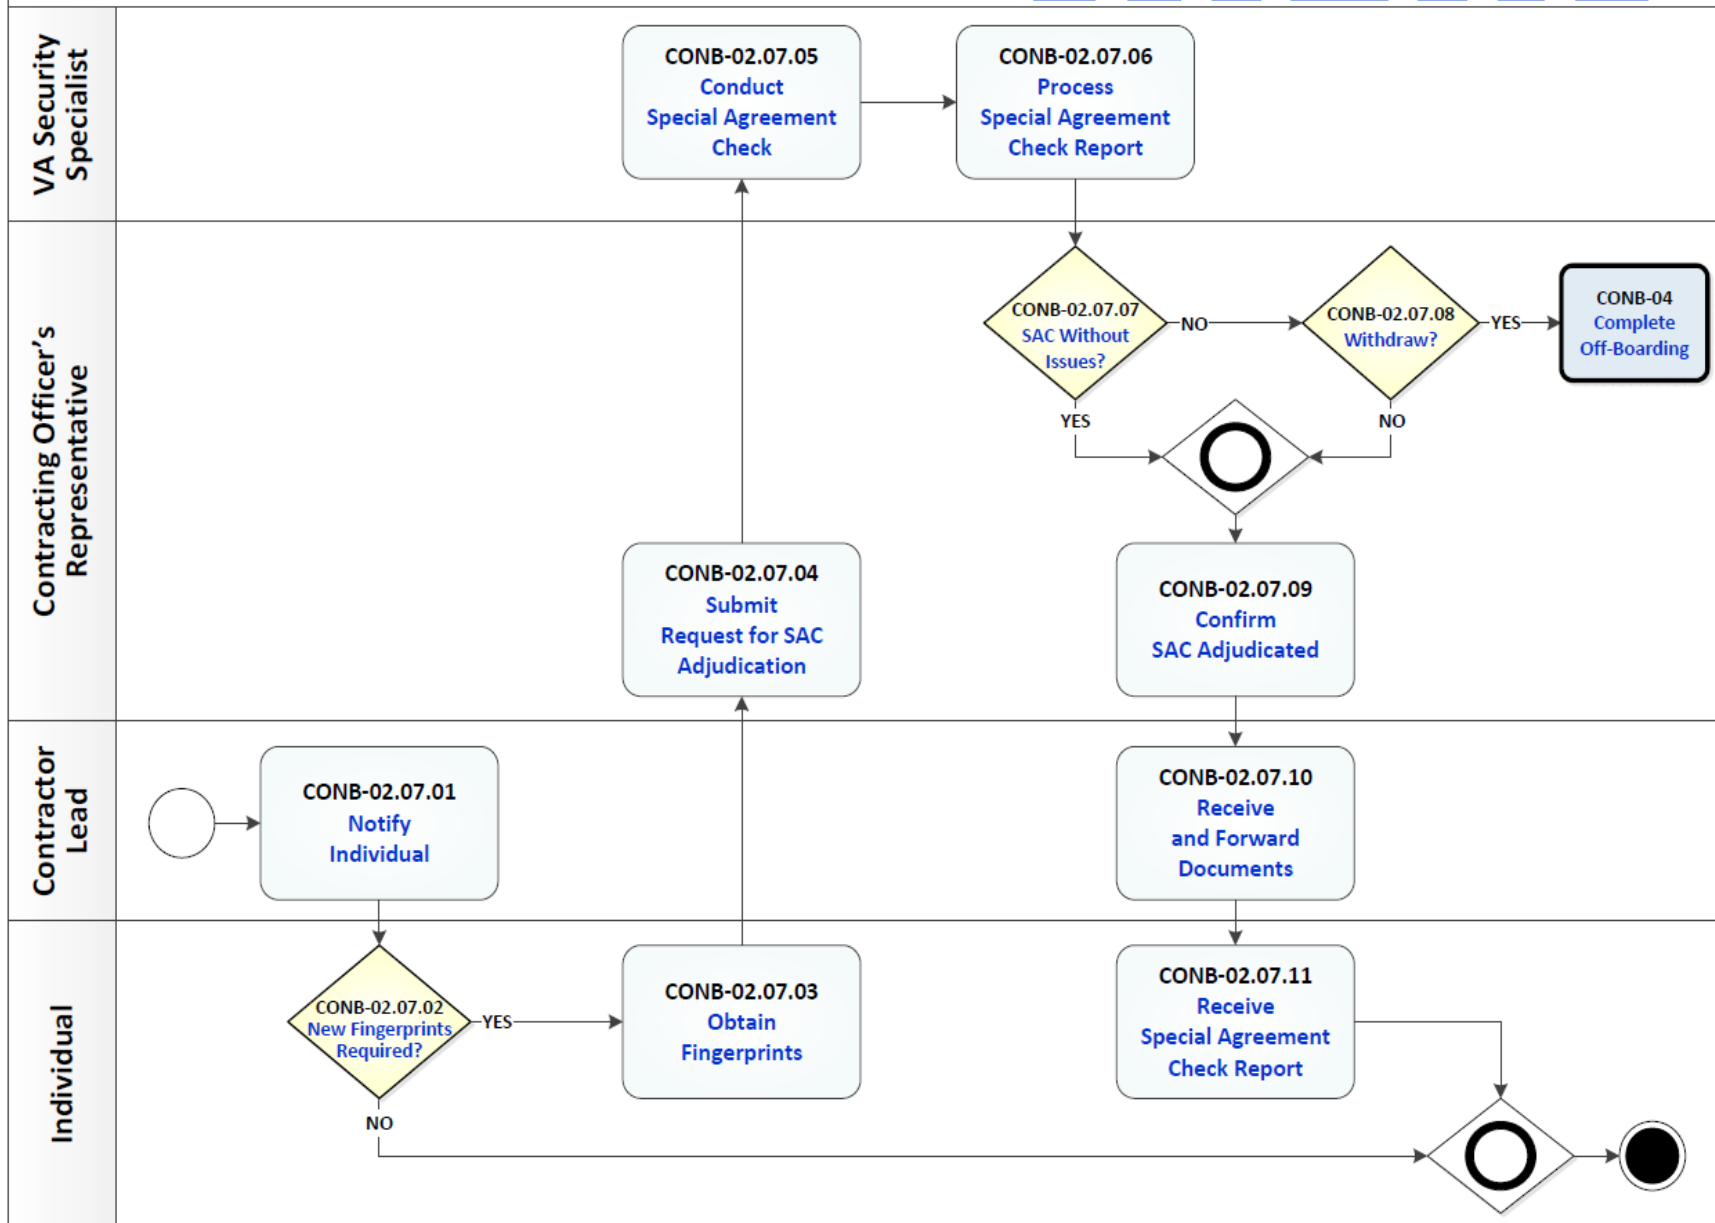 VA Security
Specialist
CONB-02.07.05
Conduct
Special Agreement
Check
CONB-02.07.06
Process
Special Agreement
Check Report
Contracting Officer’s
Representative
CONB-02.07.07
SAC Without
Issues?
NO
YES
CONB-02.07.08
Withdraw?
YES
NO
CONB-04
Complete
Off-Boarding
CONB-02.07.04
Submit
Request for SAC
Adjudication
CONB-02.07.09
Confirm
SAC Adjudicated
Contractor
Lead
CONB-02.07.01
Notify
Individual
CONB-02.07.10
Receive
and Forward
Documents
Individual
CONB-02.07.02
New Fingerprints
Required?
YES
NO
CONB-02.07.03
Obtain
Fingerprints
CONB-02.07.11
Receive
Special Agreement
Check Report